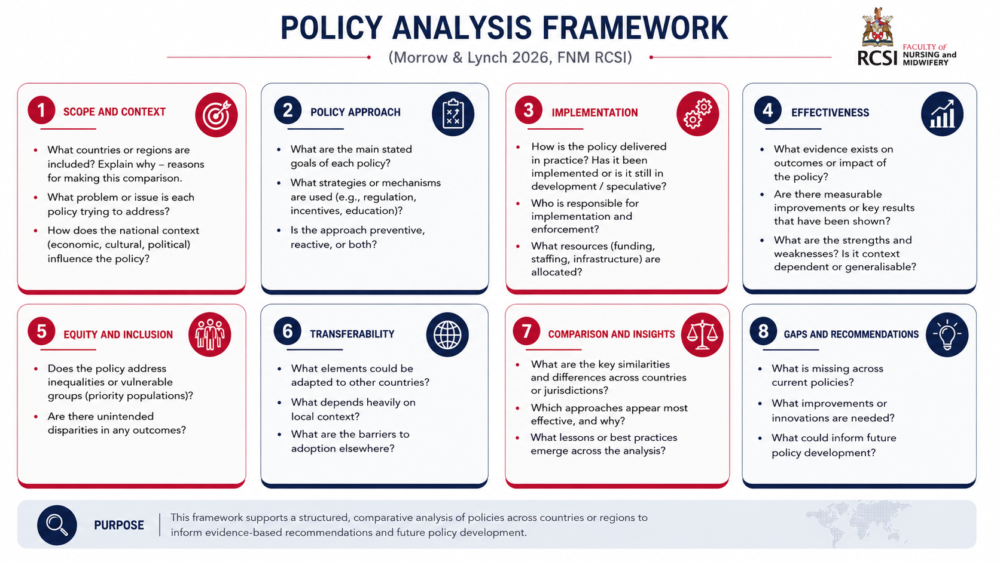 POLICY ANALYSIS FRAMEWORK
(Morrow & Lynch 2026, FNM RCSI)
RCSI
FACULTY OF
NURSING and
MIDWIFERY
1
SCOPE AND CONTEXT
• What countries or regions are
included? Explain why – reasons
for making this comparison.
• What problem or issue is each
policy trying to address?
• How does the national context
(economic, cultural, political)
influence the policy?
2
POLICY APPROACH
• What are the main stated
goals of each policy?
• What strategies or mechanisms
are used (e.g., regulation,
incentives, education)?
• Is the approach preventive,
reactive, or both?
3
IMPLEMENTATION
• How is the policy delivered
in practice? Has it been
implemented or is it still in
development / speculative?
• Who is responsible for
implementation and
enforcement?
• What resources (funding,
staffing, infrastructure) are
allocated?
4
EFFECTIVENESS
• What evidence exists on
outcomes or impact of
the policy?
• Are there measurable
improvements or key results
that have been shown?
• What are the strengths and
weaknesses? Is it context
dependent or generalisable?
5
EQUITY AND INCLUSION
• Does the policy address
inequalities or vulnerable
groups (priority populations)?
• Are there unintended
disparities in any outcomes?
6
TRANSFERABILITY
• What elements could be
adapted to other countries?
• What depends heavily on
local context?
• What are the barriers to
adoption elsewhere?
7
COMPARISON AND INSIGHTS
• What are the key similarities
and differences across countries
or jurisdictions?
• Which approaches appear most
effective, and why?
• What lessons or best practices
emerge across the analysis?
8
GAPS AND RECOMMENDATIONS
• What is missing across
current policies?
• What improvements or
innovations are needed?
• What could inform future
policy development?
PURPOSE
This framework supports a structured, comparative analysis of policies across countries or regions to
inform evidence-based recommendations and future policy development.